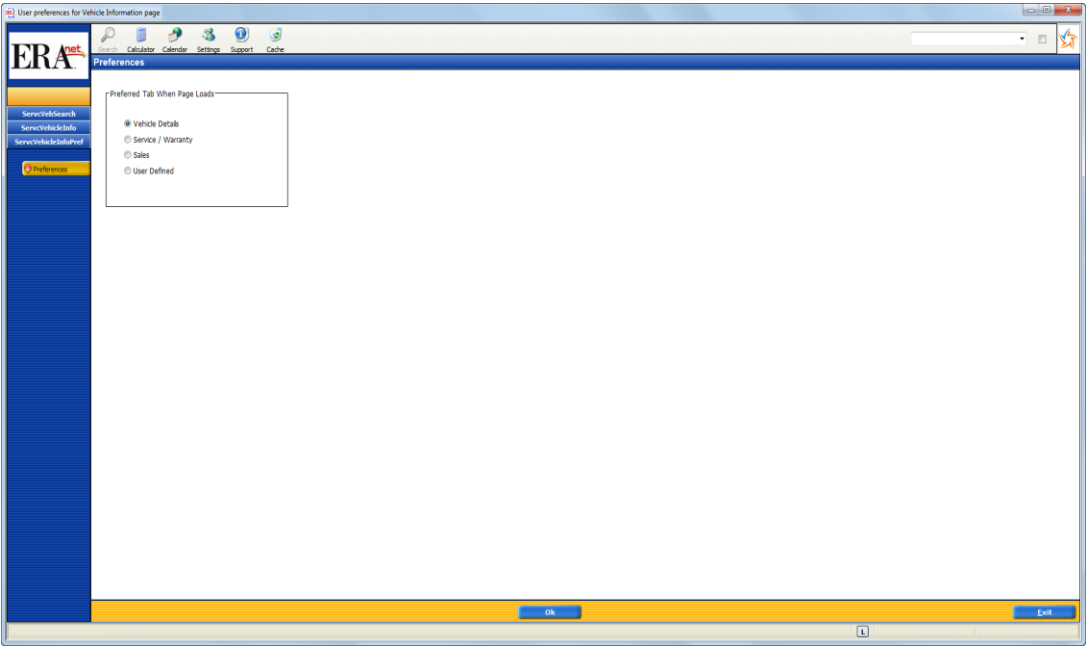 User preferences for Vehicle Information page
ERAnet
Search Calculator Calendar Settings Support Cache
Preferences
ServcVehSearch
ServcVehicleInfo
ServcVehicleInfoPref
Preferences
Preferred Tab When Page Loads
Vehicle Details
Service / Warranty
Sales
User Defined
Ok
Exit
L